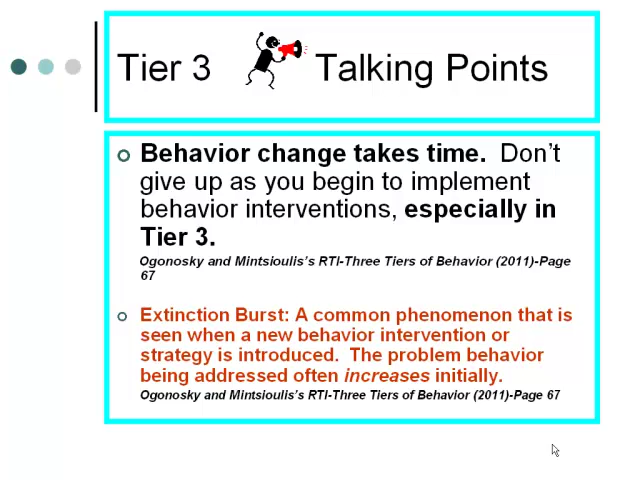 Tier 3 Talking Points
Behavior change takes time. Don't
give up as you begin to implement
behavior interventions, especially in
Tier 3.
Ogonosky and Mintsioulis's RTI-Three Tiers of Behavior (2011)-Page
67
Extinction Burst: A common phenomenon that is
seen when a new behavior intervention or
strategy is introduced. The problem behavior
being addressed often increases initially.
Ogonosky and Mintsioulis's RTI-Three Tiers of Behavior (2011)-Page 67